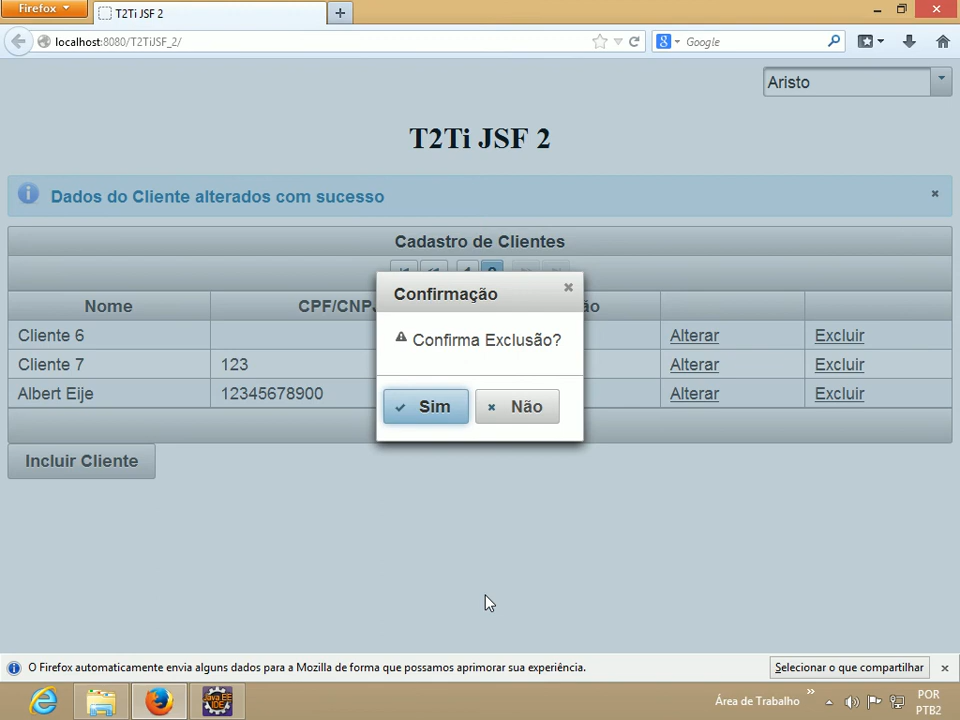 Firefox
T2Ti JSF 2
localhost:8080/T2TiJSF_2/
Google
Aristo
T2Ti JSF 2
Dados do Cliente alterados com sucesso
Cadastro de Clientes
Nome
Cliente 6 Alterar Excluir
Cliente 7 123 Alterar Excluir
Albert Eije 12345678900 Alterar Excluir
Confirmação
Confirma Exclusão?
Sim Não
Incluir Cliente
O Firefox automaticamente envia alguns dados para a Mozilla de forma que possamos aprimorar sua experiência.
Selecionar o que compartilhar
Java EE
IDE
Área de Trabalho
POR
PTB2